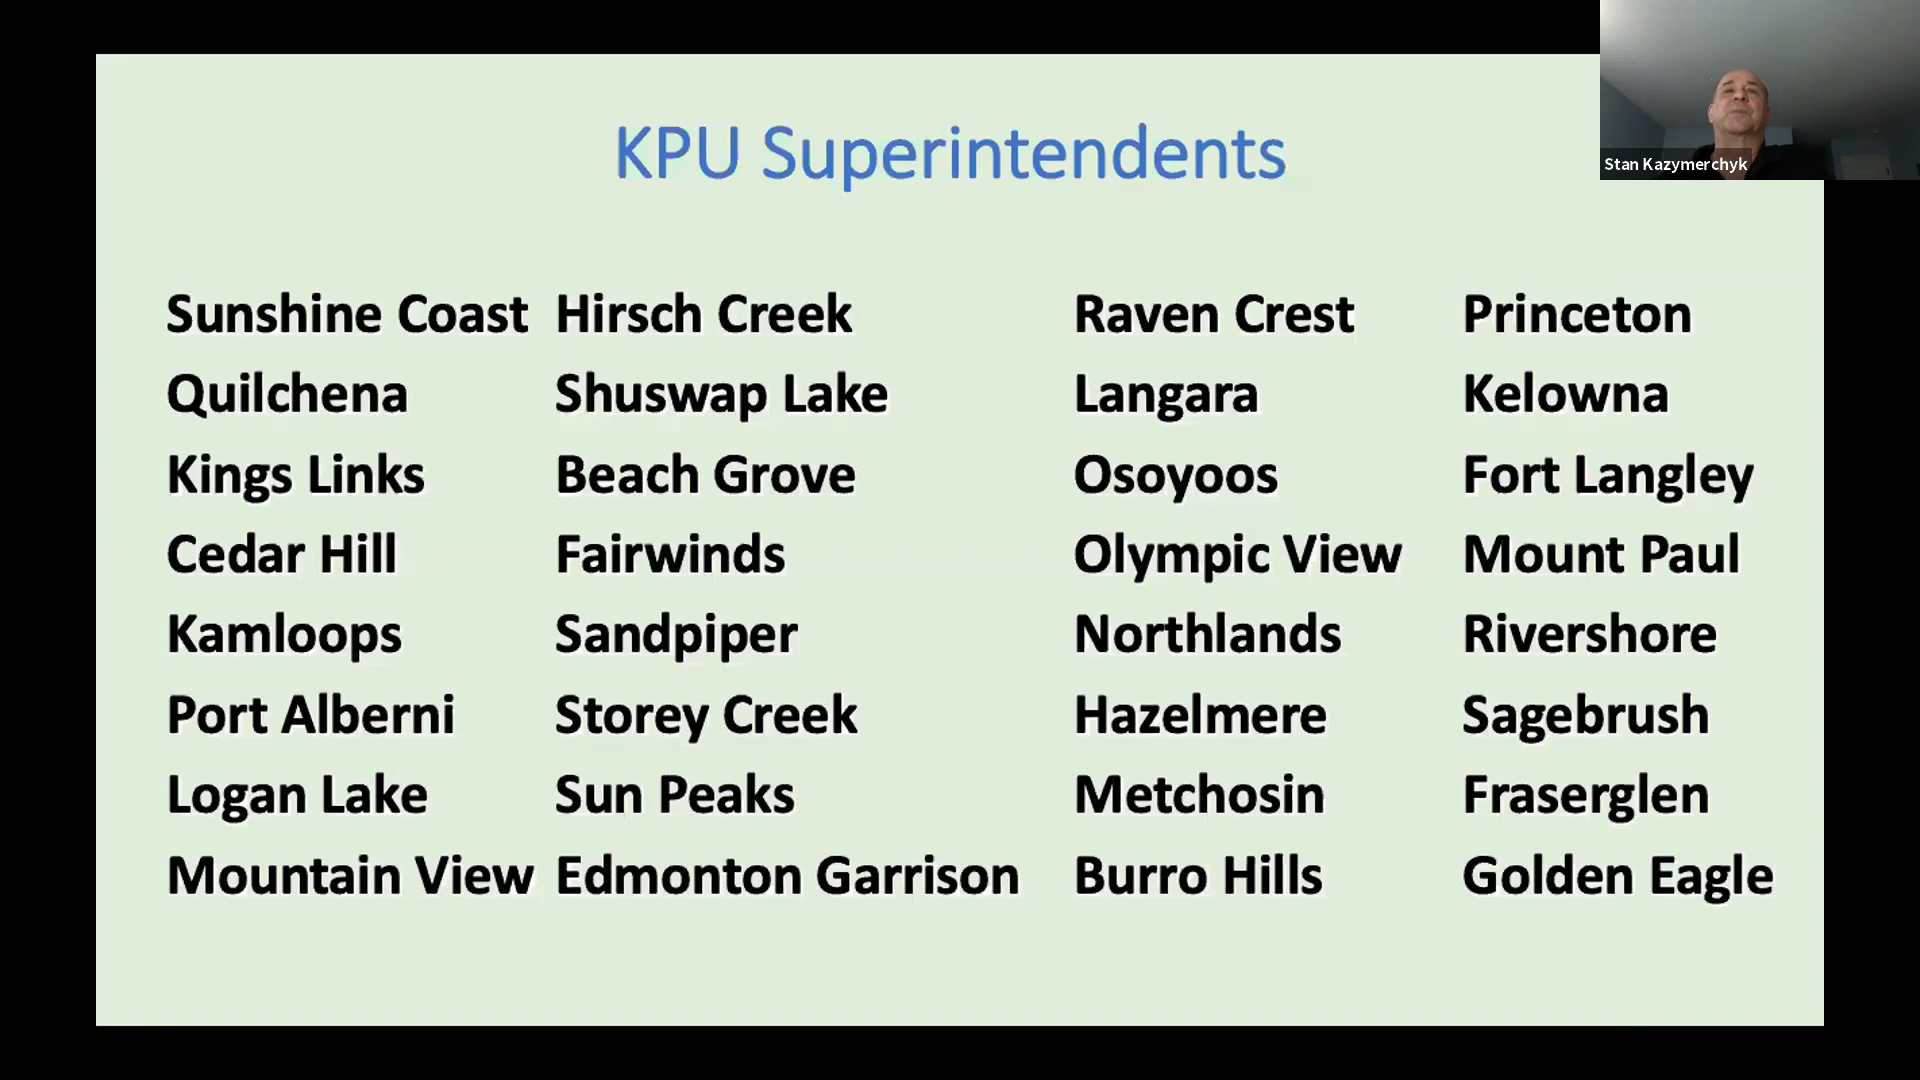 Stan Kazymerchyk
KPU Superintendents
Sunshine Coast Hirsch Creek Raven Crest Princeton
Quilchena Shuswap Lake Langara Kelowna
Kings Links Beach Grove Osoyoos Fort Langley
Cedar Hill Fairwinds Olympic View Mount Paul
Kamloops Sandpiper Northlands Rivershore
Port Alberni Storey Creek Hazelmere Sagebrush
Logan Lake Sun Peaks Metchosin Fraserglen
Mountain View Edmonton Garrison Burro Hills Golden Eagle